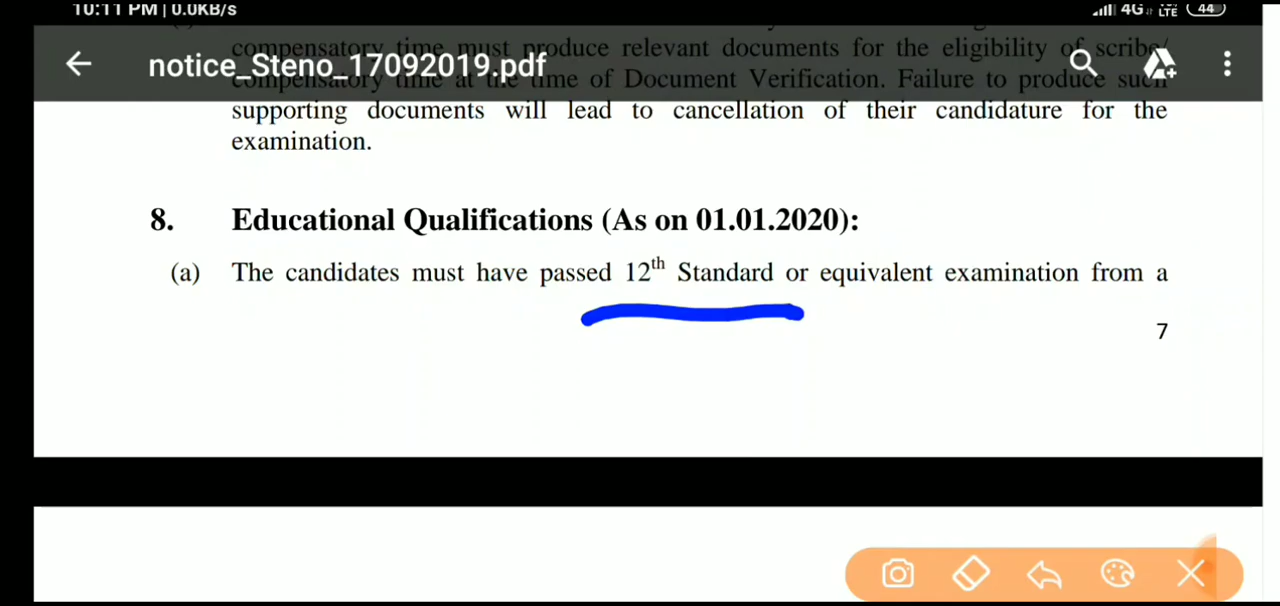 10:11 PM | 0.0KB/s 4G LTE 44
compensatory time must produce relevant documents for the eligibility of scribe/
notice_Steno_17092019.pdf
compensatory time at the time of Document Verification. Failure to produce such
supporting documents will lead to cancellation of their candidature for the
examination.
8. Educational Qualifications (As on 01.01.2020):
(a) The candidates must have passed 12th Standard or equivalent examination from a
7